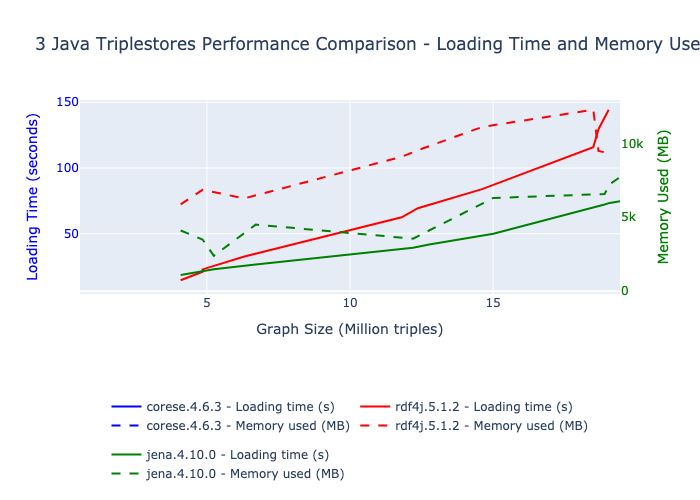 3 Java Triplestores Performance Comparison - Loading Time and Memory Use
150
100
50
Loading Time (seconds)
10k
5k
0
Memory Used (MB)
5
10
15
Graph Size (Million triples)
corese.4.6.3 - Loading time (s)
rdf4j.5.1.2 - Loading time (s)
corese.4.6.3 - Memory used (MB)
rdf4j.5.1.2 - Memory used (MB)
jena.4.10.0 - Loading time (s)
jena.4.10.0 - Memory used (MB)